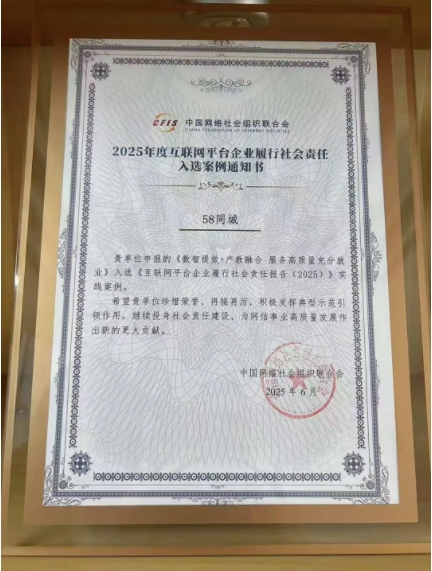 CFIS 中国网络社会组织联合会
CHINA FEDERATION OF INTERNET SOCIETIES
2025年度互联网平台企业履行社会责任
入选案例通知书
58同城
贵单位申报的《数智提效+产教融合 服务高质量充分就
业》入选《互联网平台企业履行社会责任报告(2025)》实
践案例。
希望贵单位珍惜荣誉、再接再厉,积极发挥典型示范引
领作用,继续投身社会责任建设,为网信事业高质量发展作
出新的更大贡献。
中国网络社会组织联合会
2025年6月